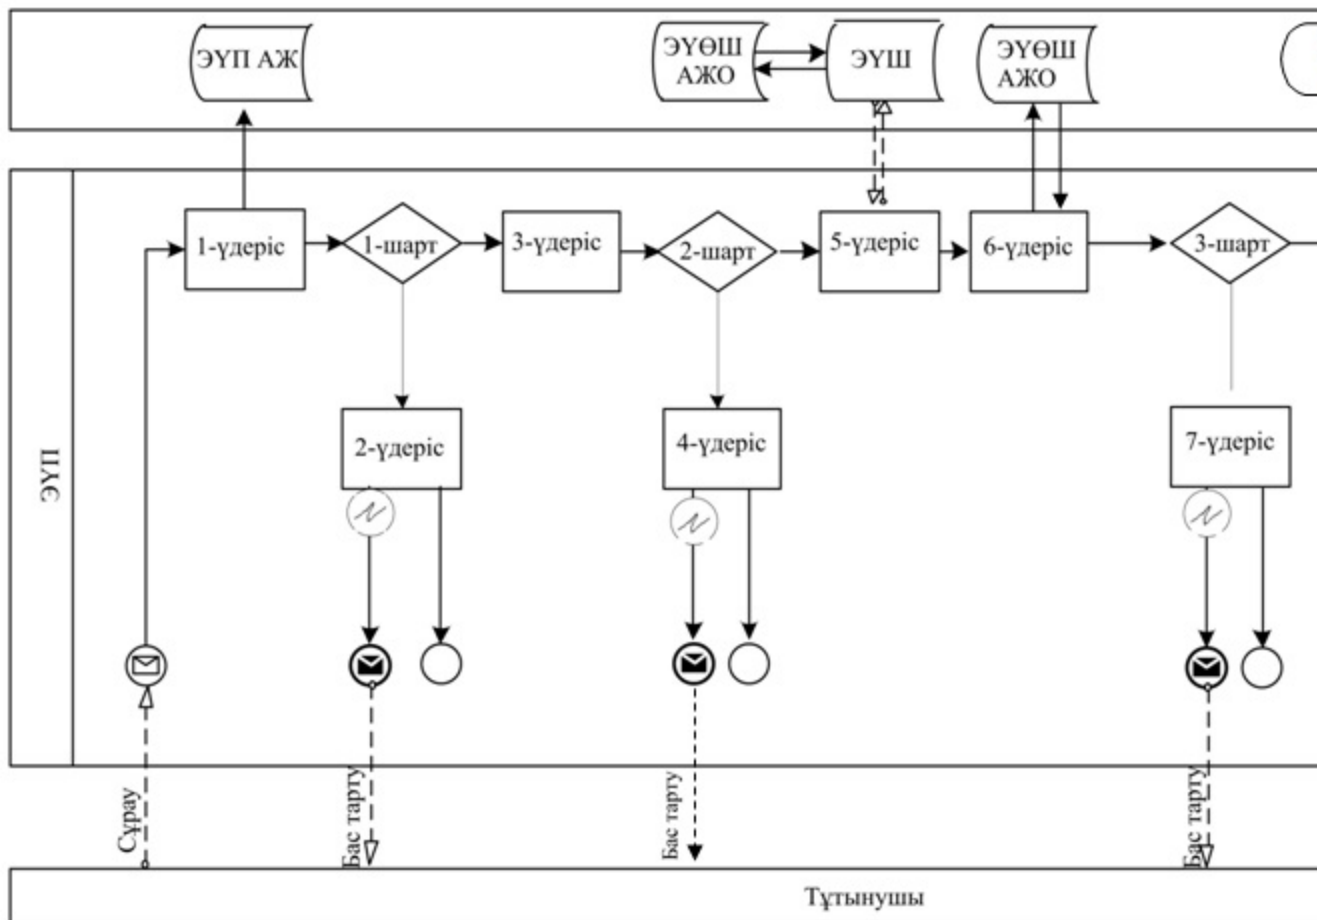 ЭҮП АЖ
ЭҮӨШ
АЖО
ЭҮШ
ЭҮӨШ
АЖО
ЭҮП
1-үдеріс
1-шарт
3-үдеріс
2-шарт
5-үдеріс
6-үдеріс
3-шарт
2-үдеріс
4-үдеріс
7-үдеріс
Сұрау
Бас тарту
Бас тарту
Бас тарту
Тұтынушы